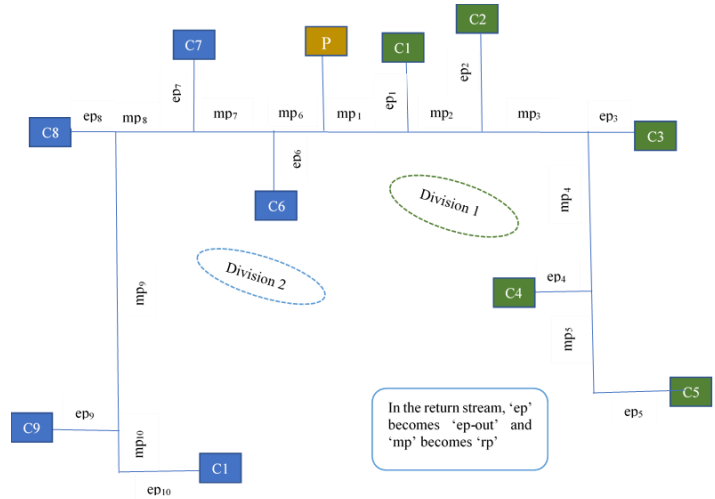 C2
C7
P
C1
ep₇
ep₁
ep₂
C8
ep₈
mp₈
mp₇
mp₆
mp₁
mp₂
mp₃
ep₃
C3
ep₆
C6
Division 1
mp₄
Division 2
ep₄
C4
mp₉
mp₅
C5
ep₅
In the return stream, ‘ep’
becomes ‘ep-out’ and
‘mp’ becomes ‘rp’
ep₉
C9
mp₁₀
C1
ep₁₀